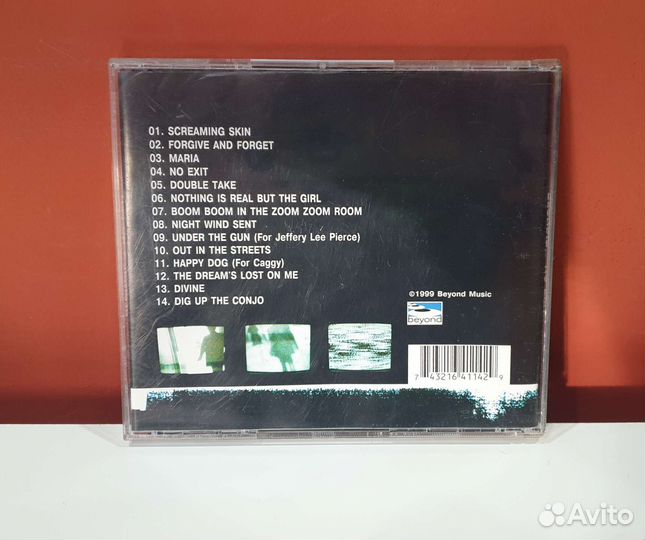 01. SCREAMING SKIN
02. FORGIVE AND FORGET
03. MARIA
04. NO EXIT
05. DOUBLE TAKE
06. NOTHING IS REAL BUT THE GIRL
07. BOOM BOOM IN THE ZOOM ZOOM ROOM
08. NIGHT WIND SENT
09. UNDER THE GUN (For Jeffery Lee Pierce)
10. OUT IN THE STREETS
11. HAPPY DOG (For Caggy)
12. THE DREAM'S LOST ON ME
13. DIVINE
14. DIG UP THE CONJO
©1999 Beyond Music
beyond
7 43216 41142 9
Avito